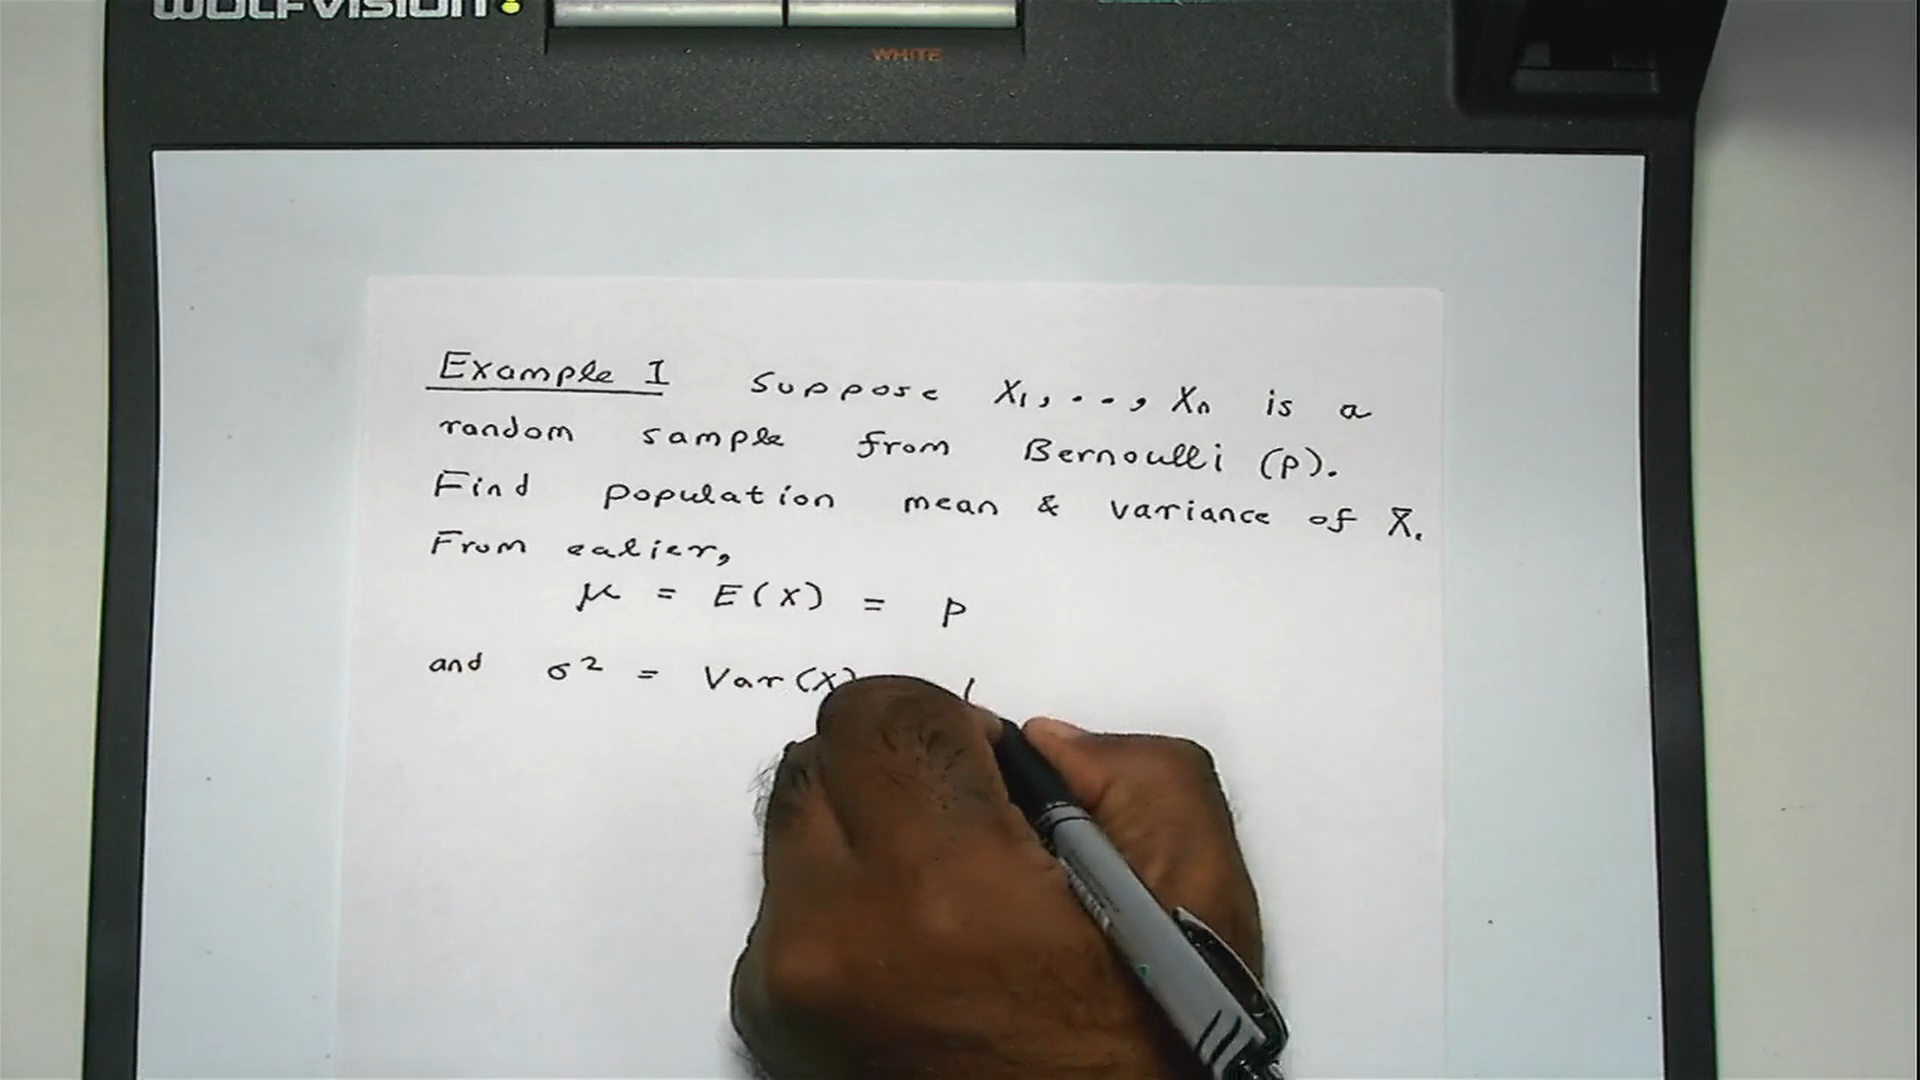 WOLFVISION
WHITE
Example 1 Suppose X₁, . . , Xn is a
random sample from Bernoulli (p).
Find population mean & variance of X̄.
From ealier,
μ = E(X) = p
and σ² = Var(X)